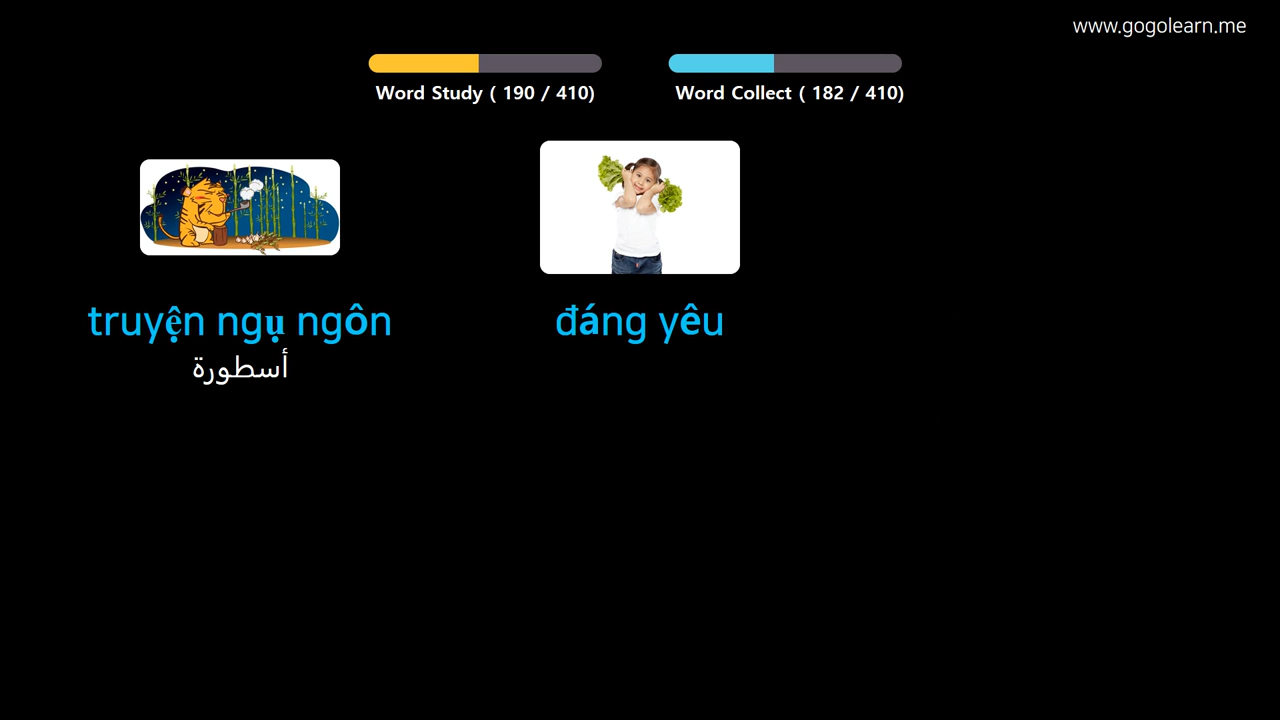 www.gogolearn.me
Word Study ( 190 / 410)
Word Collect ( 182 / 410)
truyện ngụ ngôn
أسطورة
đáng yêu